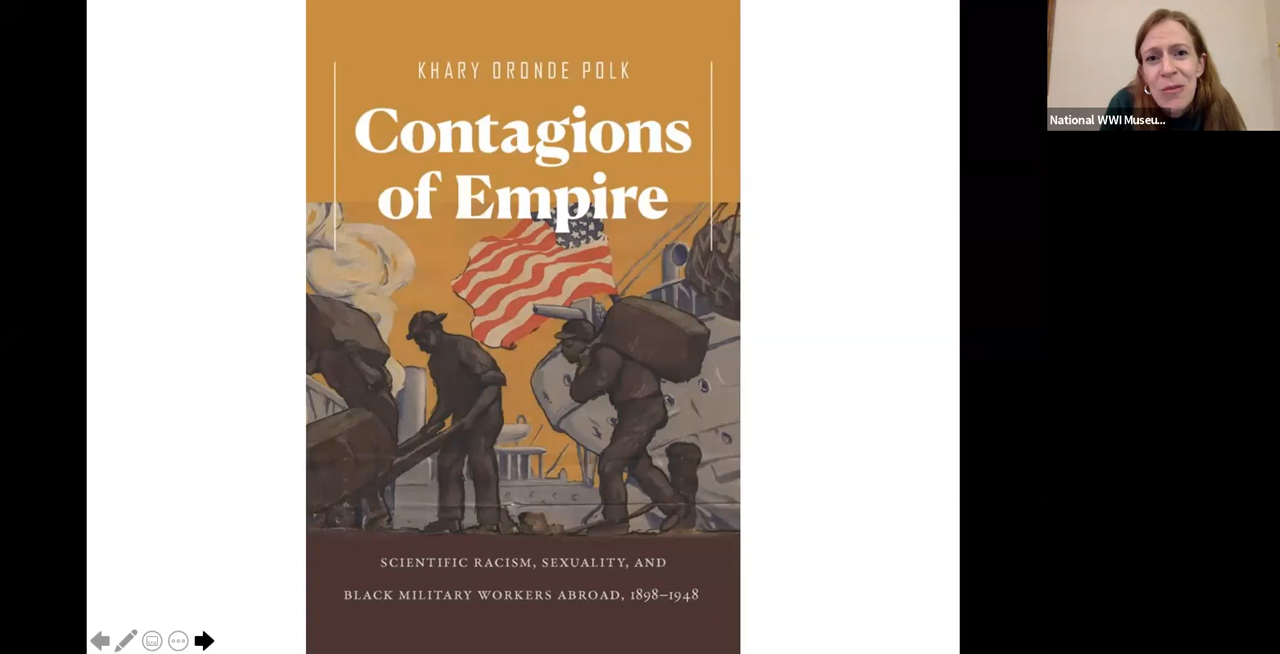 KHARY ORONDE POLK
Contagions
of Empire
SCIENTIFIC RACISM, SEXUALITY, AND
BLACK MILITARY WORKERS ABROAD, 1898–1948
National WWI Museu...